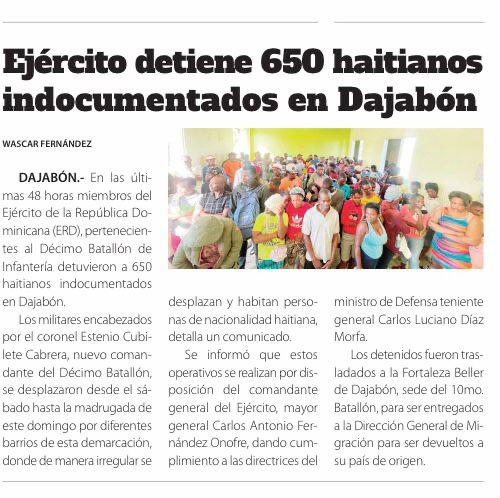 Ejército detiene 650 haitianos
indocumentados en Dajabón
WASCAR FERNÁNDEZ
DAJABÓN.- En las últi-
mas 48 horas miembros del
Ejército de la República Do-
minicana (ERD), pertenecien-
tes al Décimo Batallón de
Infantería detuvieron a 650
haitianos indocumentados
en Dajabón.
Los militares encabezados
por el coronel Estenio Cubi-
lete Cabrera, nuevo coman-
dante del Décimo Batallón,
se desplazaron desde el sá-
bado hasta la madrugada de
este domingo por diferentes
barrios de esta demarcación,
donde de manera irregular se
desplazan y habitan perso-
nas de nacionalidad haitiana,
detalla un comunicado.
Se informó que estos
operativos se realizan por dis-
posición del comandante
general del Ejército, mayor
general Carlos Antonio Fer-
nández Onofre, dando cum-
plimiento a las directrices del
ministro de Defensa teniente
general Carlos Luciano Díaz
Morfa.
Los detenidos fueron tras-
ladados a la Fortaleza Beller
de Dajabón, sede del 10mo.
Batallón, para ser entregados
a la Dirección General de Mi-
gración para ser devueltos a
su país de origen.